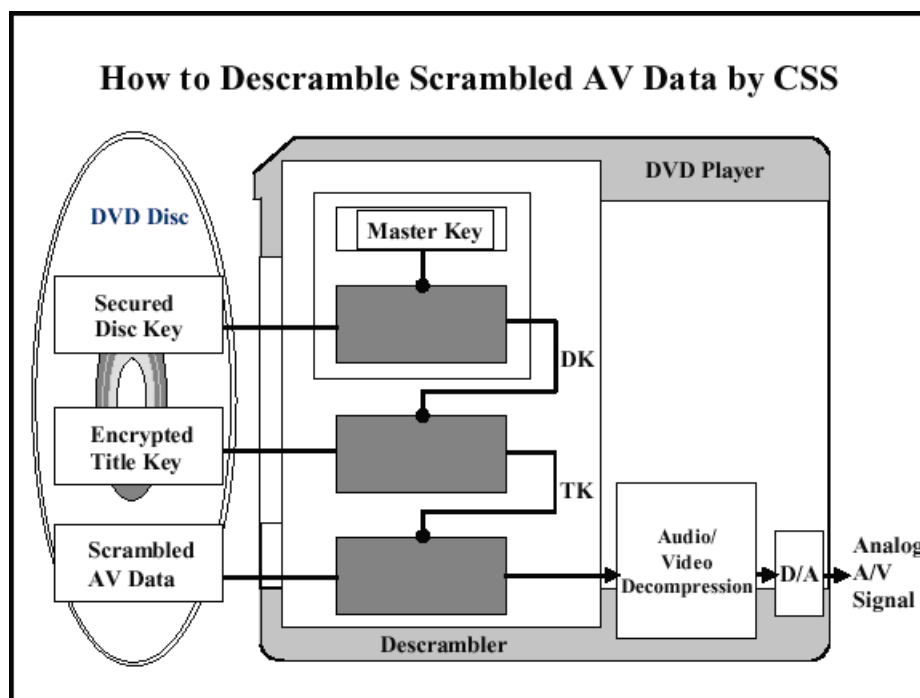 How to Descramble Scrambled AV Data by CSS
DVD Player
DVD Disc
Master Key
Secured
Disc Key
DK
Encrypted
Title Key
TK
Scrambled
AV Data
Audio/
Video
Decompression
D/A
Analog
A/V
Signal
Descrambler